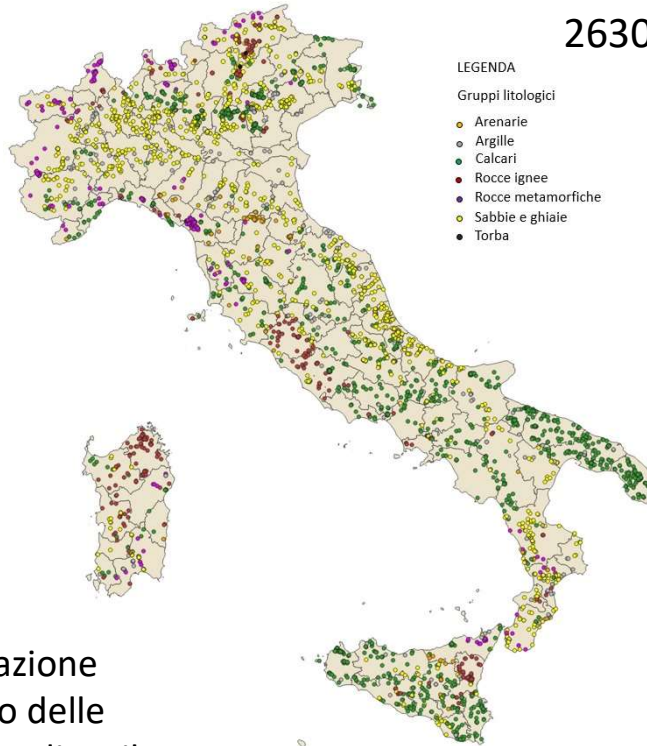 2630
LEGENDA
Gruppi litologici
Arenarie
Argille
Calcari
Rocce ignee
Rocce metamorfiche
Sabbie e ghiaie
Torba
azione
o delle